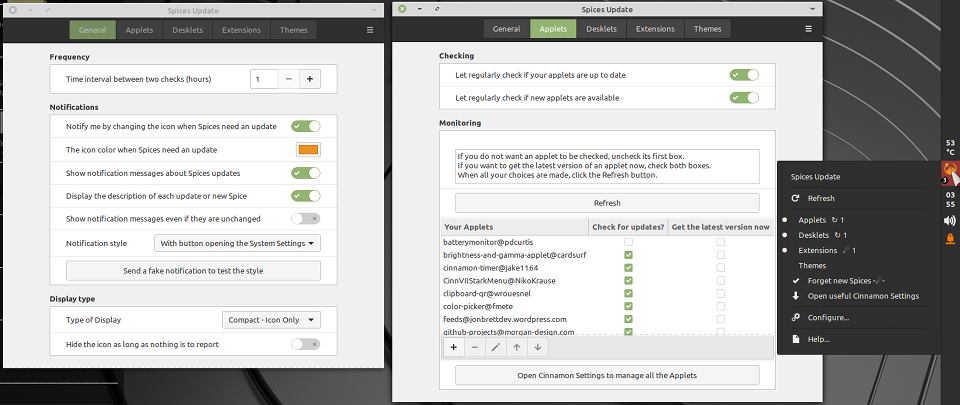 Spices Update
General
Applets
Desklets
Extensions
Themes
Frequency
Time interval between two checks (hours)
1
Notifications
Notify me by changing the icon when Spices need an update
The icon color when Spices need an update
Show notification messages about Spices updates
Display the description of each update or new Spice
Show notification messages even if they are unchanged
Notification style
With button opening the System Settings
Send a fake notification to test the style
Display type
Type of Display
Compact - Icon Only
Hide the icon as long as nothing is to report
Spices Update
General
Applets
Desklets
Extensions
Themes
Checking
Let regularly check if your applets are up to date
Let regularly check if new applets are available
Monitoring
If you do not want an applet to be checked, uncheck its first box.
If you want to get the latest version of an applet now, check both boxes.
When all your choices are made, click the Refresh button.
Refresh
Your Applets
Check for updates?
Get the latest version now
batterymonitor@pdcurtis
brightness-and-gamma-applet@cardsurf
cinnamon-timer@jake1164
CinnVIIStarkMenu@NikoKrause
clipboard-qr@wrouesnel
color-picker@fmete
feeds@jonbrettdev.wordpress.com
github-projects@morgan-design.com
Open Cinnamon Settings to manage all the Applets
Spices Update
Refresh
Applets ↻ 1
Desklets ↻ 1
Extensions ☄ 1
Themes
Forget new Spices -☄-
Open useful Cinnamon Settings
Configure...
Help...
53
°C
3
03
55